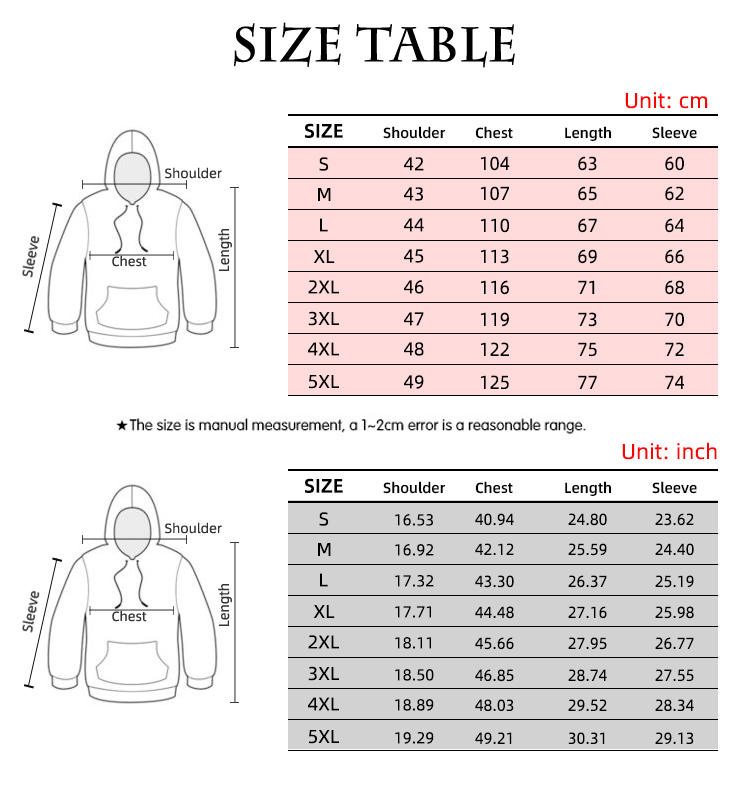 SIZE TABLE
Unit: cm
SIZE Shoulder Chest Length Sleeve
S 42 104 63 60
M 43 107 65 62
L 44 110 67 64
XL 45 113 69 66
2XL 46 116 71 68
3XL 47 119 73 70
4XL 48 122 75 72
5XL 49 125 77 74
Shoulder
Sleeve
Chest
Length
★The size is manual measurement, a 1~2cm error is a reasonable range.
Unit: inch
SIZE Shoulder Chest Length Sleeve
S 16.53 40.94 24.80 23.62
M 16.92 42.12 25.59 24.40
L 17.32 43.30 26.37 25.19
XL 17.71 44.48 27.16 25.98
2XL 18.11 45.66 27.95 26.77
3XL 18.50 46.85 28.74 27.55
4XL 18.89 48.03 29.52 28.34
5XL 19.29 49.21 30.31 29.13
Shoulder
Sleeve
Chest
Length